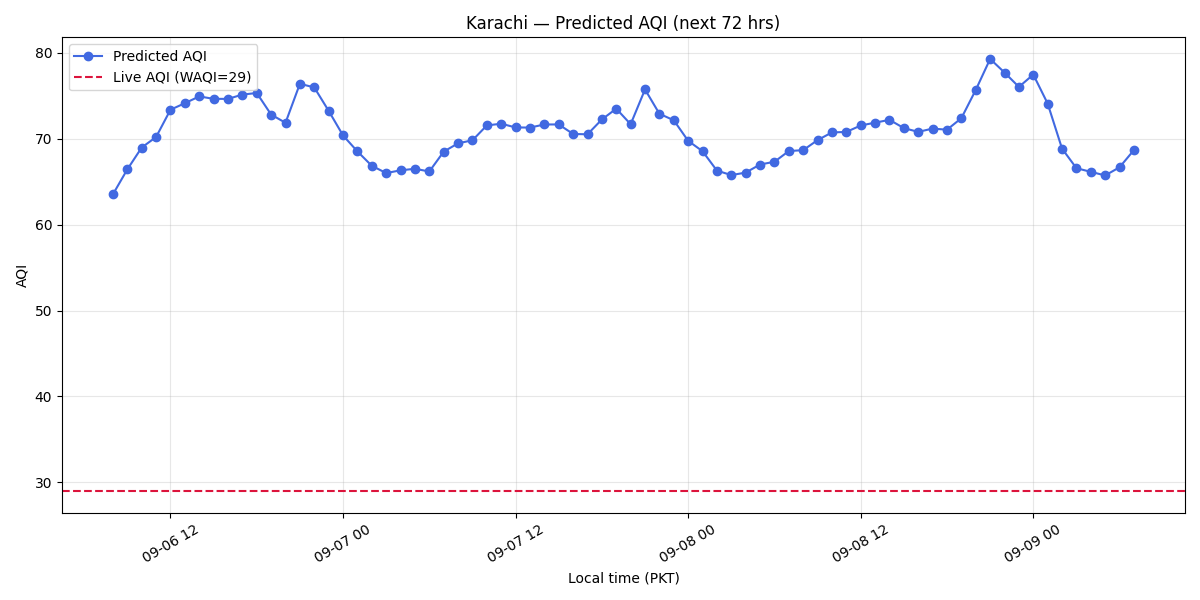 Karachi — Predicted AQI (next 72 hrs)
Predicted AQI
Live AQI (WAQI=29)
80
70
60
50
40
30
AQI
09-06 12
09-07 00
09-07 12
09-08 00
09-08 12
09-09 00
Local time (PKT)